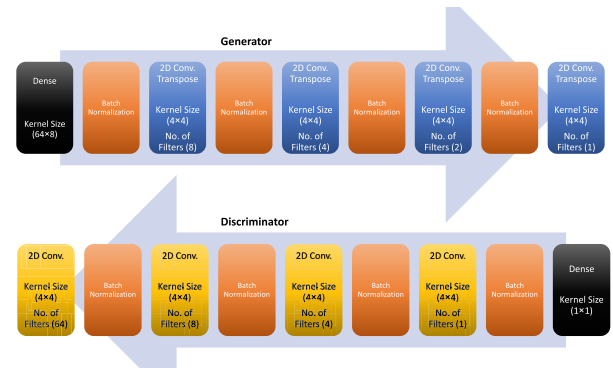 Generator
Dense
Kernel Size
(64×8)
Batch
Normalization
2D Conv.
Transpose
Kernel Size
(4×4)
No. of
Filters (8)
Batch
Normalization
2D Conv.
Transpose
Kernel Size
(4×4)
No. of
Filters (4)
Batch
Normalization
2D Conv.
Transpose
Kernel Size
(4×4)
No. of
Filters (2)
Batch
Normalization
2D Conv.
Transpose
Kernel Size
(4×4)
No. of
Filters (1)
Discriminator
2D Conv.
Kernel Size
(4×4)
No. of
Filters (64)
Batch
Normalization
2D Conv.
Kernel Size
(4×4)
No. of
Filters (8)
Batch
Normalization
2D Conv.
Kernel Size
(4×4)
No. of
Filters (4)
Batch
Normalization
2D Conv.
Kernel Size
(4×4)
No. of
Filters (1)
Batch
Normalization
Dense
Kernel Size
(1×1)